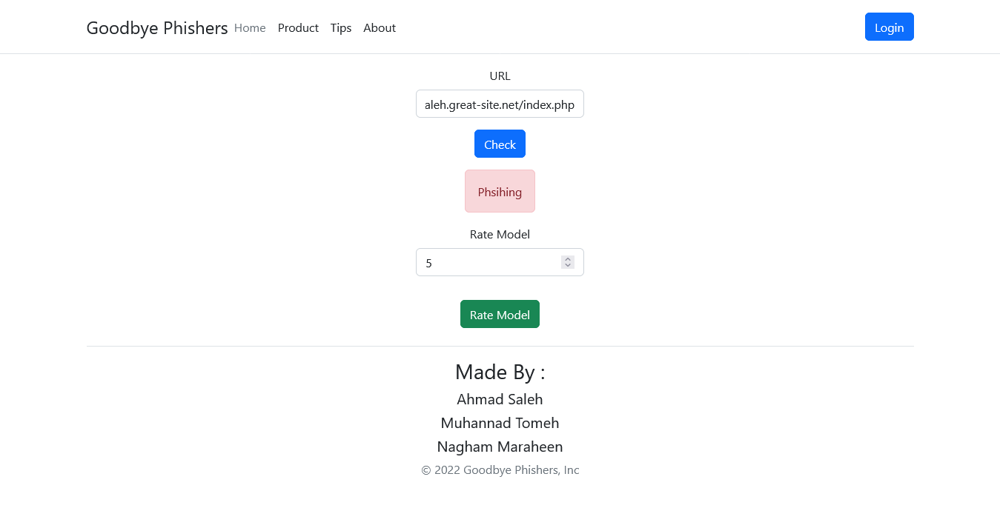 Goodbye Phishers Home Product Tips About Login
URL
aleh.great-site.net/index.php
Check
Phsihing
Rate Model
5
Rate Model
Made By :
Ahmad Saleh
Muhannad Tomeh
Nagham Maraheen
© 2022 Goodbye Phishers, Inc